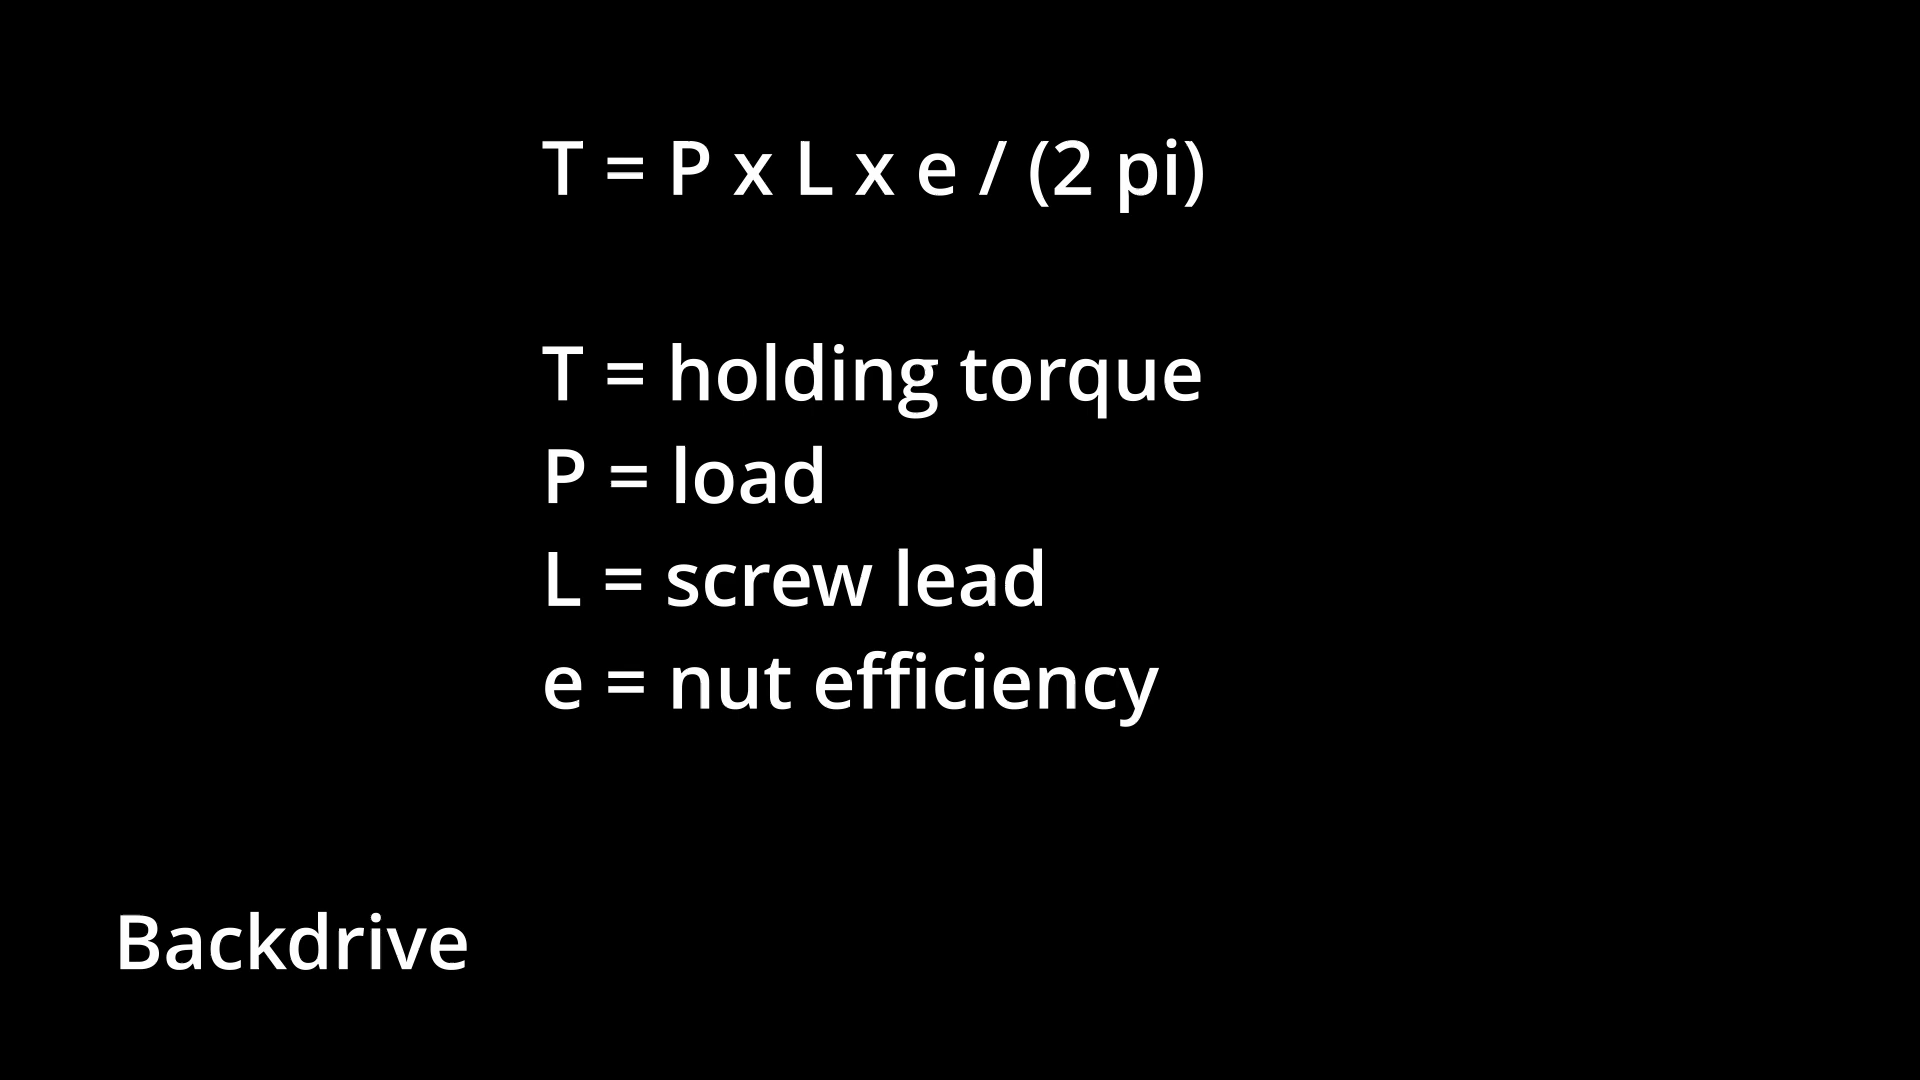 T = P x L x e / (2 pi)
T = holding torque
P = load
L = screw lead
e = nut efficiency
Backdrive